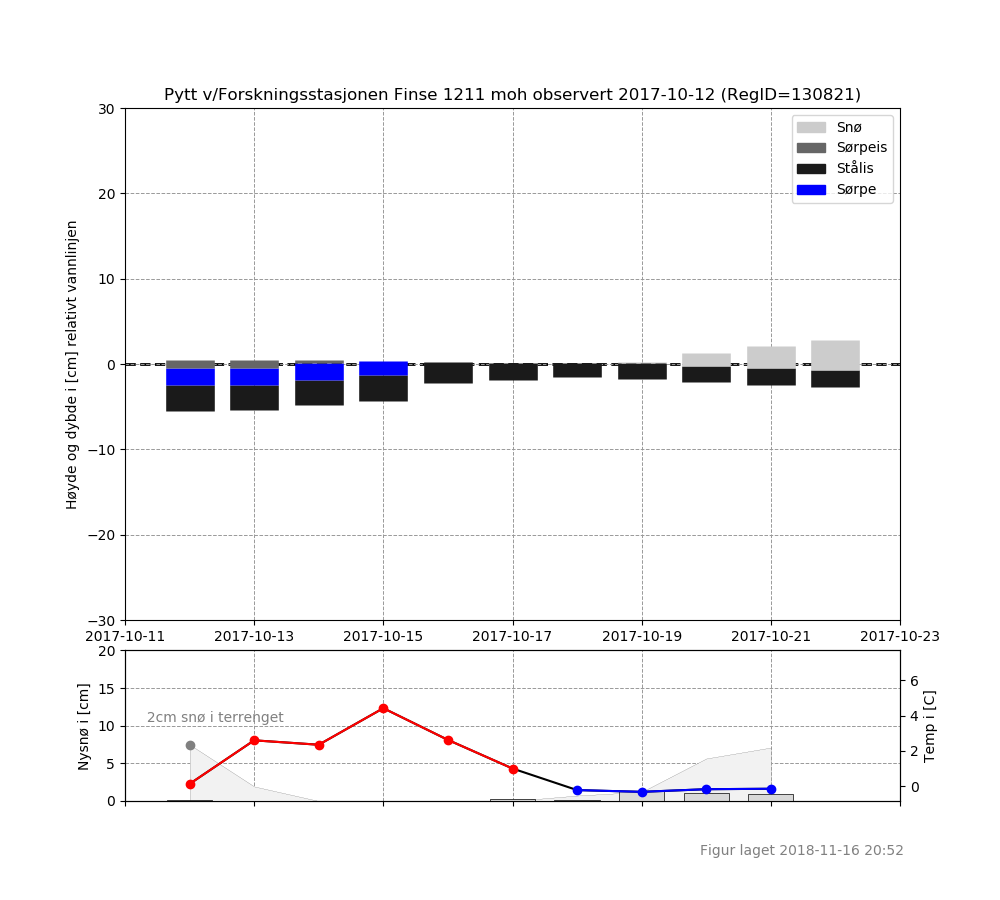 Pytt v/Forskningsstasjonen Finse 1211 moh observert 2017-10-12 (RegID=130821)
Snø
Sørpeis
Stålis
Sørpe
Høyde og dybde i [cm] relativt vannlinjen
30
20
10
0
−10
−20
−30
2017-10-11 2017-10-13 2017-10-15 2017-10-17 2017-10-19 2017-10-21 2017-10-23
Nysnø i [cm]
20
15
10
5
0
2cm snø i terrenget
6
4
2
0
Temp i [C]
Figur laget 2018-11-16 20:52